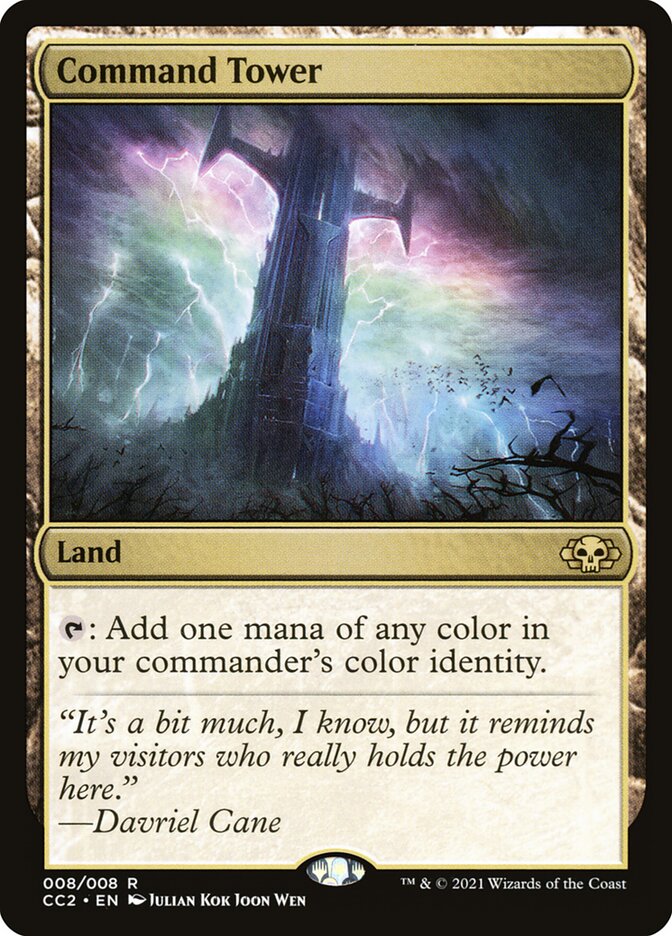 Command Tower
Land
: Add one mana of any color in
your commander's color identity.
“It's a bit much, I know, but it reminds
my visitors who really holds the power
here.”
—Davriel Cane
008/008 R
CC2 • EN Julian Kok Joon Wen
™ & © 2021 Wizards of the Coast